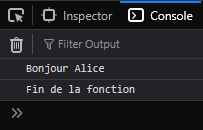 Inspector
Console
Filter Output
Bonjour Alice
Fin de la fonction